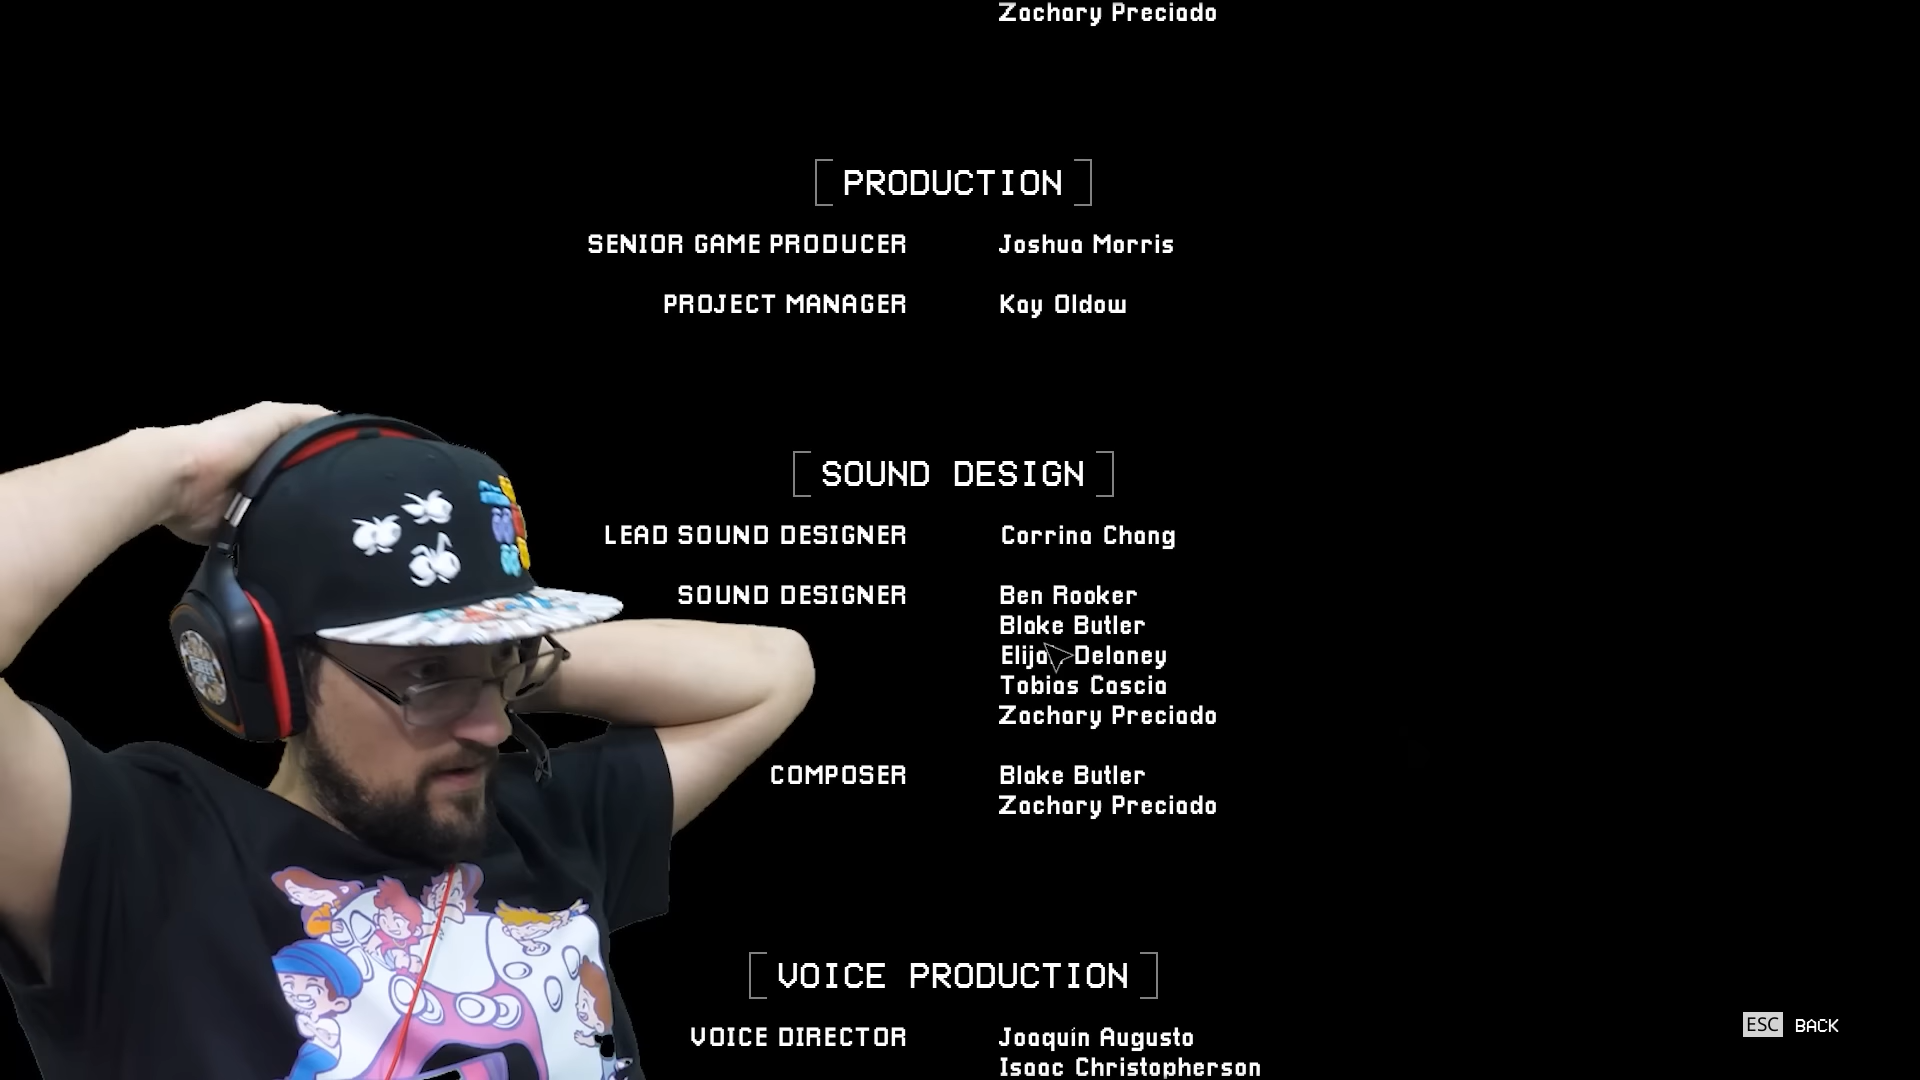 Zachary Preciado
PRODUCTION
SENIOR GAME PRODUCER Joshua Morris
PROJECT MANAGER Kay Oldow
SOUND DESIGN
LEAD SOUND DESIGNER Corrina Chang
SOUND DESIGNER Ben Rooker
Blake Butler
Elija Delaney
Tobias Cascia
Zachary Preciado
COMPOSER Blake Butler
Zachary Preciado
VOICE PRODUCTION
VOICE DIRECTOR Joaquín Augusto
Isaac Christopherson
ESC BACK